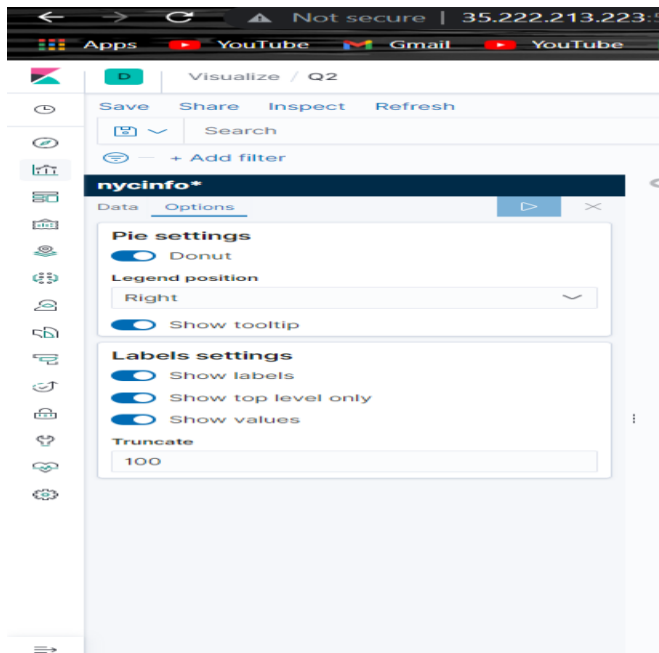 Not secure | 35.222.213.223:
Apps YouTube Gmail YouTube
D Visualize / Q2
Save Share Inspect Refresh
Search
+ Add filter
nycinfo*
Data Options
Pie settings
Donut
Legend position
Right
Show tooltip
Labels settings
Show labels
Show top level only
Show values
Truncate
100